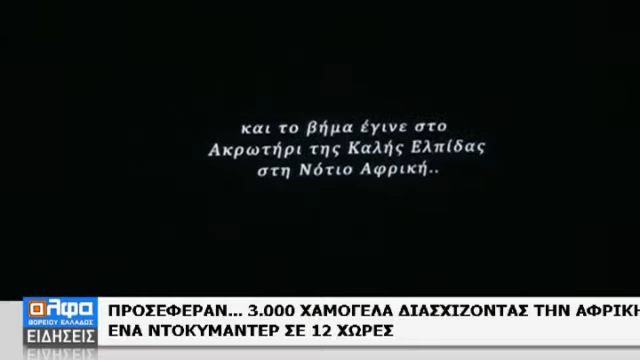 και το βήμα έγινε στο
Ακρωτήρι της Καλής Ελπίδας
στη Νότιο Αφρική..
αλφα
ΒΟΡΕΙΟΥ ΕΛΛΑΔΟΣ
ΕΙΔΗΣΕΙΣ
ΠΡΟΣΕΦΕΡΑΝ... 3.000 ΧΑΜΟΓΕΛΑ ΔΙΑΣΧΙΖΟΝΤΑΣ ΤΗΝ ΑΦΡΙΚΗ
ΕΝΑ ΝΤΟΚΥΜΑΝΤΕΡ ΣΕ 12 ΧΩΡΕΣ